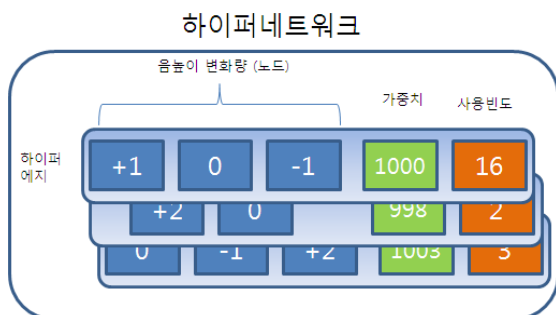 하이퍼네트워크
음높이 변화량 (노드)
가중치
사용빈도
하이퍼
에지
+1 0 -1 1000 16
+2 0 998 2
0 -1 +2 1003 3